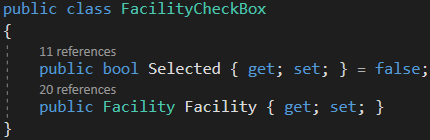 public class FacilityCheckBox
{
11 references
public bool Selected { get; set; } = false;
20 references
public Facility Facility { get; set; }
}